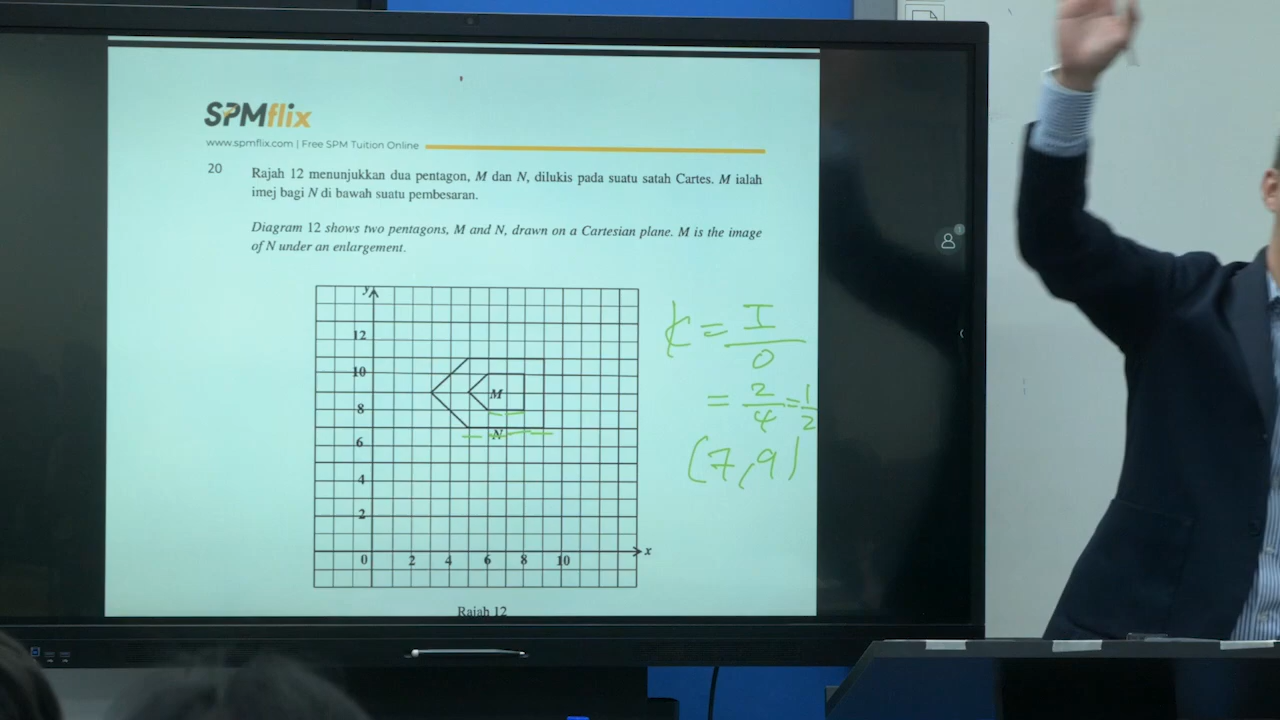 SPMflix
www.spmflix.com | Free SPM Tuition Online
20 Rajah 12 menunjukkan dua pentagon, M dan N, dilukis pada suatu satah Cartes. M ialah
imej bagi N di bawah suatu pembesaran.
Diagram 12 shows two pentagons, M and N, drawn on a Cartesian plane. M is the image
of N under an enlargement.
y
12
10
8
6
4
2
M
N
0 2 4 6 8 10 x
Rajah 12
k = I/O
= 2/4 = 1/2
(7,9)
1